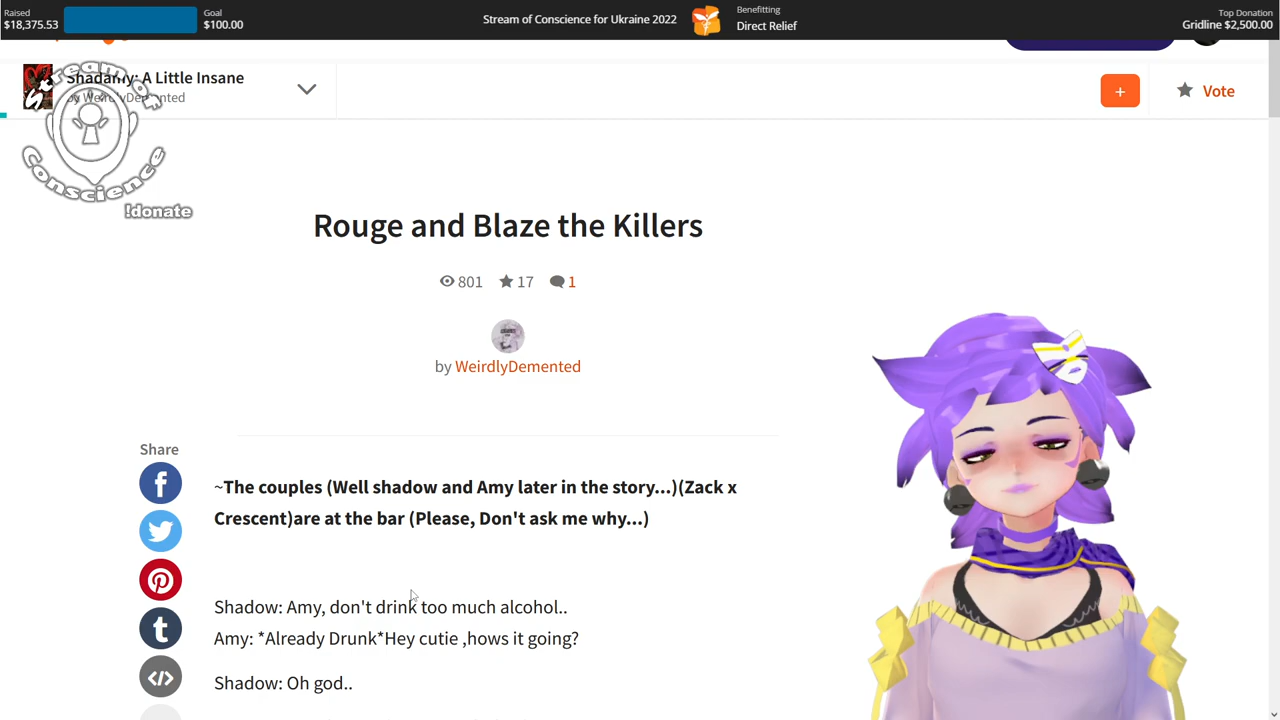 Raised
$18,375.53
Goal
$100.00
Stream of Conscience for Ukraine 2022
Benefitting
Direct Relief
Top Donation
Gridline $2,500.00
Shadamy: A Little Insane
by WeirdlyDemented
+
Vote
Stream of
Conscience
!donate
Rouge and Blaze the Killers
801 17 1
by WeirdlyDemented
Share
~The couples (Well shadow and Amy later in the story...)(Zack x
Crescent)are at the bar (Please, Don't ask me why...)
Shadow: Amy, don't drink too much alcohol..
Amy: *Already Drunk*Hey cutie ,hows it going?
Shadow: Oh god..